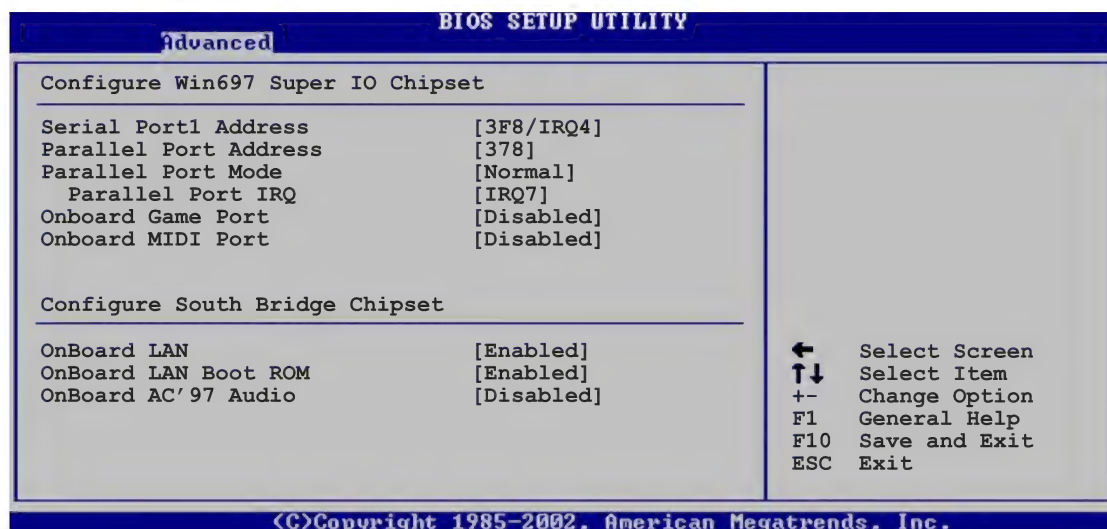 BIOS SETUP UTILITY
Advanced
Configure Win697 Super IO Chipset
Serial Port1 Address [3F8/IRQ4]
Parallel Port Address [378]
Parallel Port Mode [Normal]
Parallel Port IRQ [IRQ7]
Onboard Game Port [Disabled]
Onboard MIDI Port [Disabled]
Configure South Bridge Chipset
OnBoard LAN [Enabled]
OnBoard LAN Boot ROM [Enabled]
OnBoard AC'97 Audio [Disabled]
← Select Screen
↑↓ Select Item
+- Change Option
F1 General Help
F10 Save and Exit
ESC Exit
(C)Copyright 1985-2002, American Megatrends, Inc.